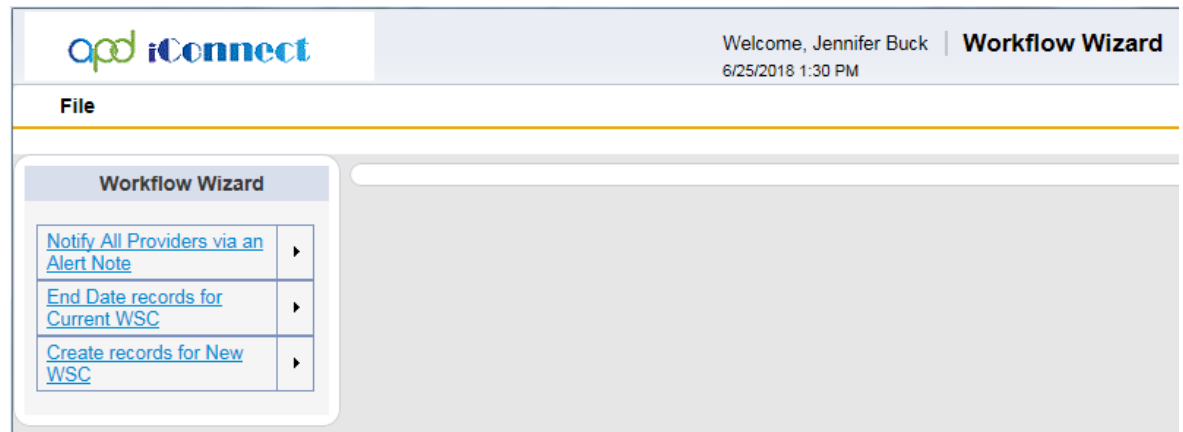 apd iConnect
Welcome, Jennifer Buck | Workflow Wizard
6/25/2018 1:30 PM
File
Workflow Wizard
Notify All Providers via an
Alert Note
End Date records for
Current WSC
Create records for New
WSC